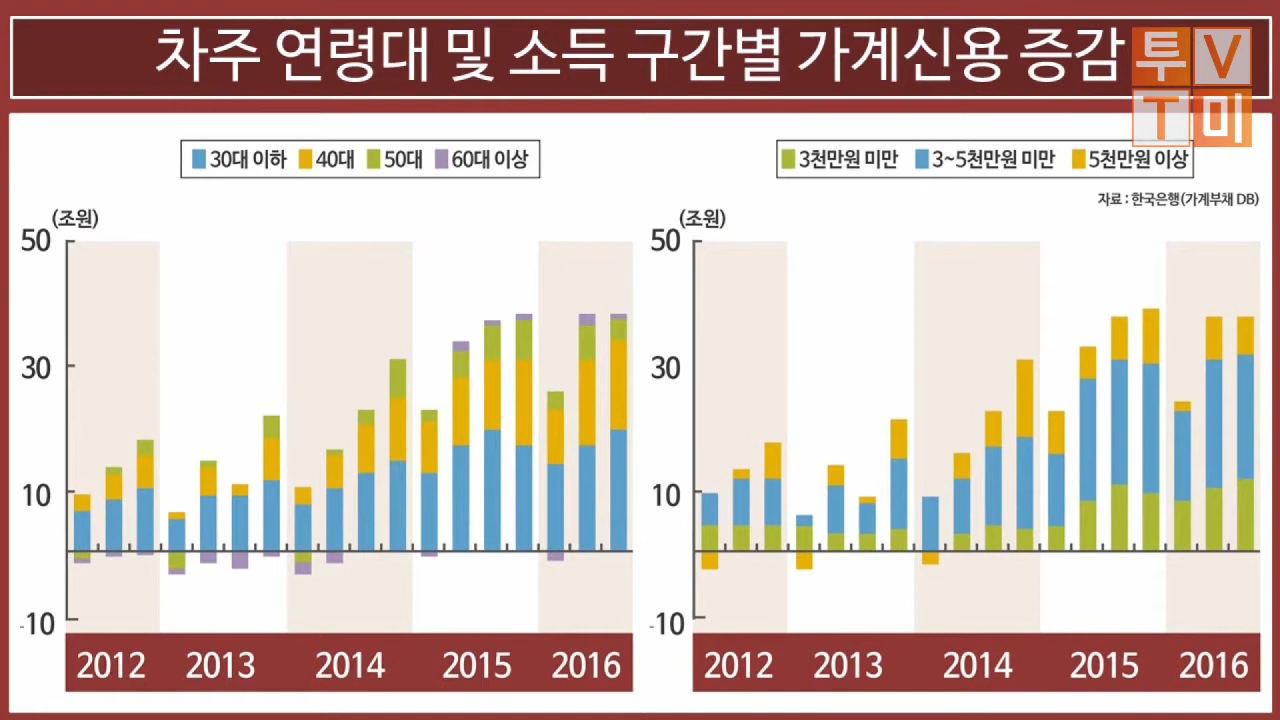 차주 연령대 및 소득 구간별 가계신용 증감
투V
T미
30대 이하 40대 50대 60대 이상
(조원)
50
30
10
-10
2012 2013 2014 2015 2016
3천만원 미만 3~5천만원 미만 5천만원 이상
자료 : 한국은행(가계부채 DB)
(조원)
50
30
10
-10
2012 2013 2014 2015 2016